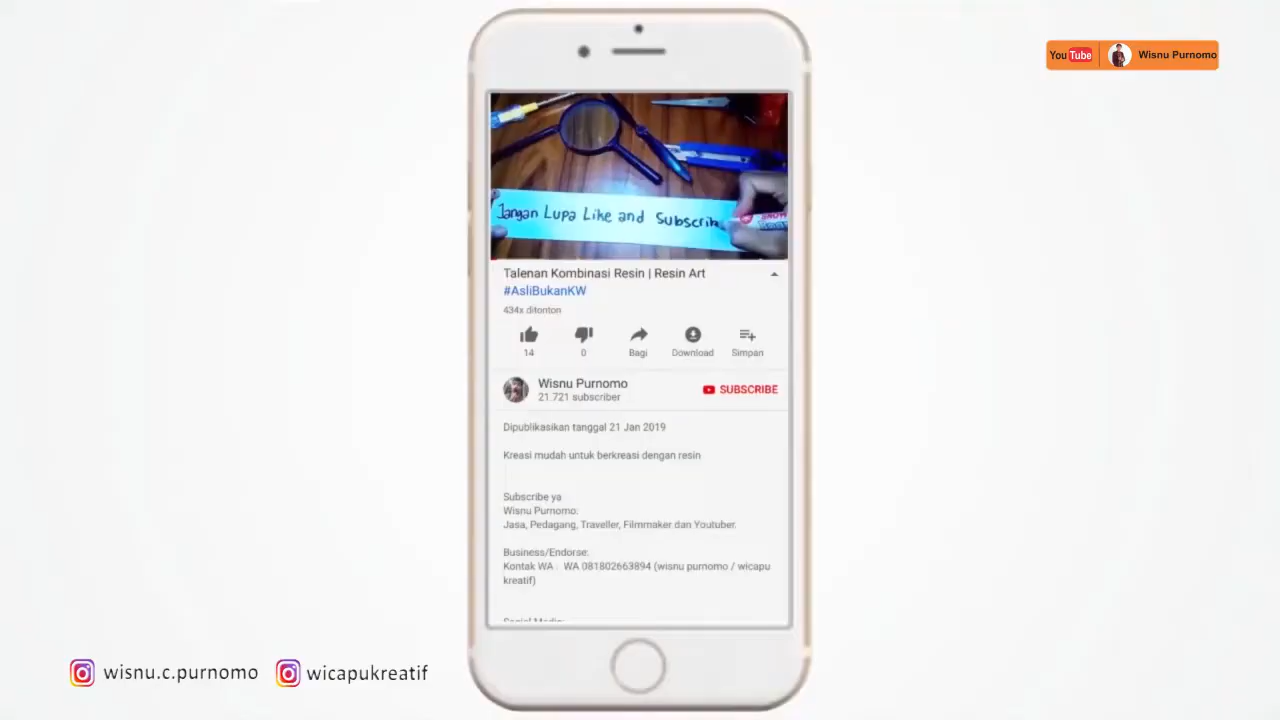 You Tube
Wisnu Purnomo
Jangan Lupa Like and Subscrib
SNOW
Talenan Kombinasi Resin | Resin Art
#AsliBukanKW
434x ditonton
14
0
Bagi
Download
Simpan
Wisnu Purnomo
21.721 subscriber
SUBSCRIBE
Dipublikasikan tanggal 21 Jan 2019
Kreasi mudah untuk berkreasi dengan resin
Subscribe ya
Wisnu Purnomo:
Jasa, Pedagang, Traveller, Filmmaker dan Youtuber.
Business/Endorse:
Kontak WA : WA 081802663894 (wisnu purnomo / wicapu
kreatif)
wisnu.c.purnomo
wicapukreatif